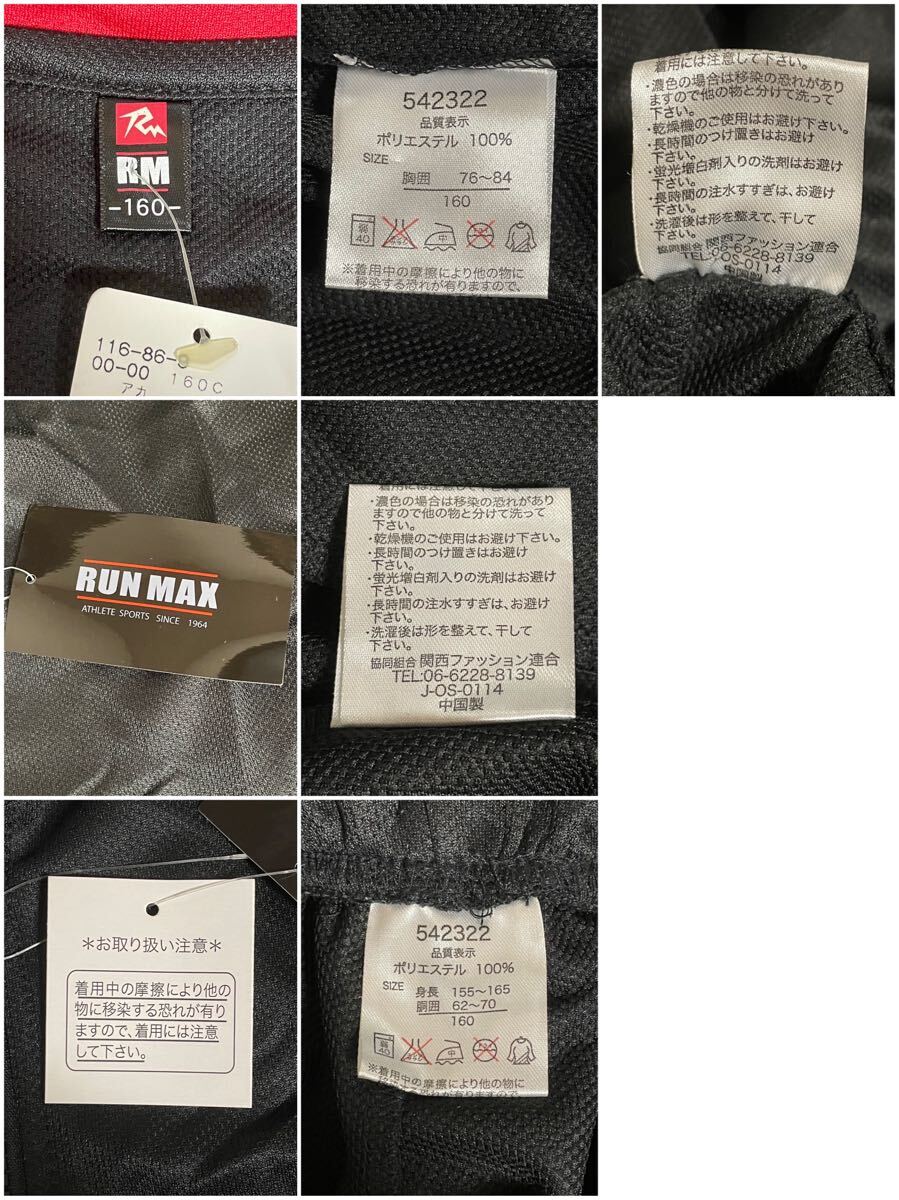 RM
-160-
116-86-
00-00
160C
アカ
542322
品質表示
ポリエステル 100%
SIZE
胸囲 76~84
160
弱
40
中
※着用中の摩擦により他の物に
移染する恐れが有りますので、
着用には注意して下さい。
・濃色の場合は移染の恐れがあり
ますので他の物と分けて洗って
下さい。
・乾燥機のご使用はお避け下さい。
・長時間のつけ置きはお避け
下さい。
・蛍光増白剤入りの洗剤はお避け
下さい。
・長時間の注水すすぎは、お避け
下さい。
・洗濯後は形を整えて、干して
下さい。
協同組合 関西ファッション連合
TEL:06-6228-8139
J-OS-0114
中国製
RUN MAX
ATHLETE SPORTS SINCE 1964
・濃色の場合は移染の恐れがあり
ますので他の物と分けて洗って
下さい。
・乾燥機のご使用はお避け下さい。
・長時間のつけ置きはお避け
下さい。
・蛍光増白剤入りの洗剤はお避け
下さい。
・長時間の注水すすぎは、お避け
下さい。
・洗濯後は形を整えて、干して
下さい。
協同組合 関西ファッション連合
TEL:06-6228-8139
J-OS-0114
中国製
*お取り扱い注意*
着用中の摩擦により他の
物に移染する恐れが有り
ますので、着用には注意
して下さい。
542322
品質表示
ポリエステル 100%
SIZE
身長 155~165
胴囲 62~70
160
弱
40
中
※着用中の摩擦により他の物に
移染する恐れが有りますので、